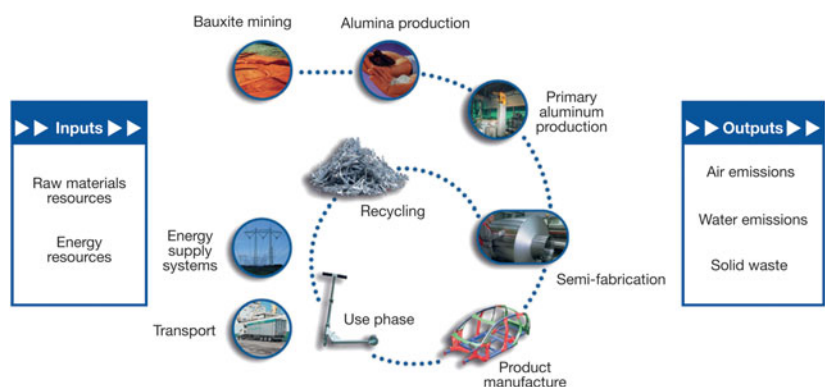 Bauxite mining
Alumina production
Primary
aluminum
production
Inputs
Raw materials
resources
Energy
resources
Recycling
Energy
supply
systems
Transport
Use phase
Semi-fabrication
Product
manufacture
Outputs
Air emissions
Water emissions
Solid waste